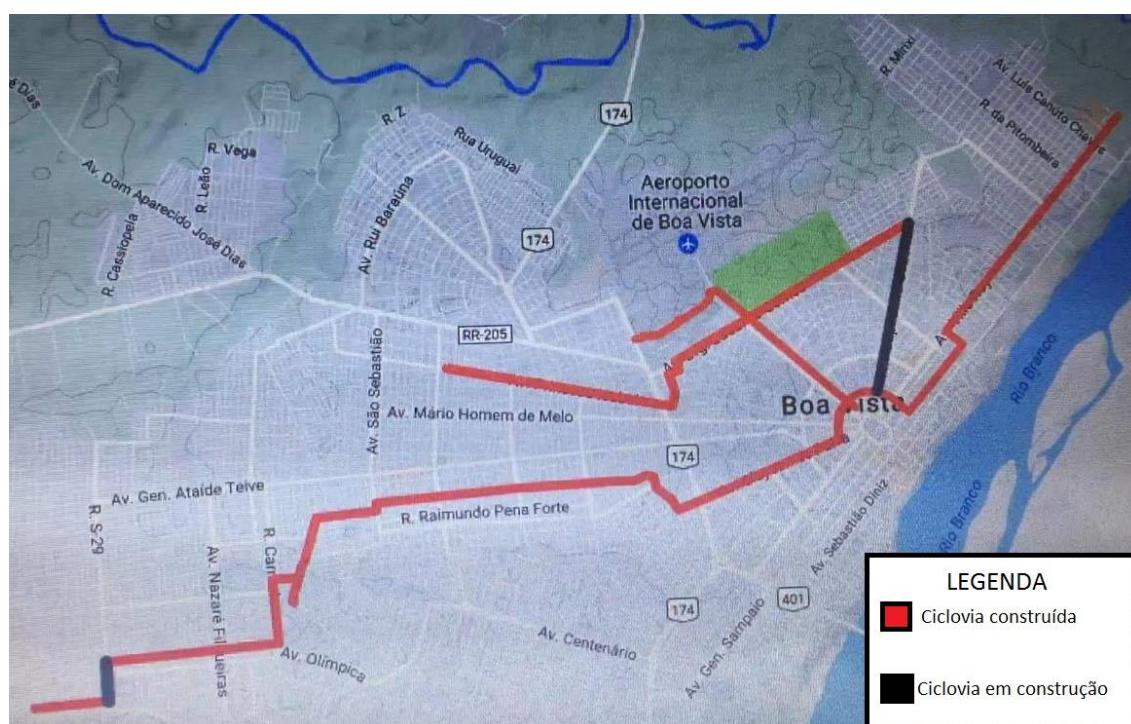 174
R. Minxi
Av. Luis Canuto Chaves
R. da Pitombeira
R. Z
Rua Uruguai
R. Vega
R. Leão
Av. Dom Aparecido José Dias
R. Cassiopeia
Av. Rui Baraúna
174
Aeroporto
Internacional
de Boa Vista
RR-205
Av. São Sebastião
Av. Mário Homem de Melo
Boa Vista
Rio Branco
Av. Gen. Ataíde Teive
174
R. Raimundo Pena Forte
R. S-29
Av. Nazaré Filgueiras
Av. Sebastião Diniz
Rio Branco
Av. Olímpica
Av. Centenário
174
401
Av. Gen. Sampaio
LEGENDA
Ciclovia construída
Ciclovia em construção